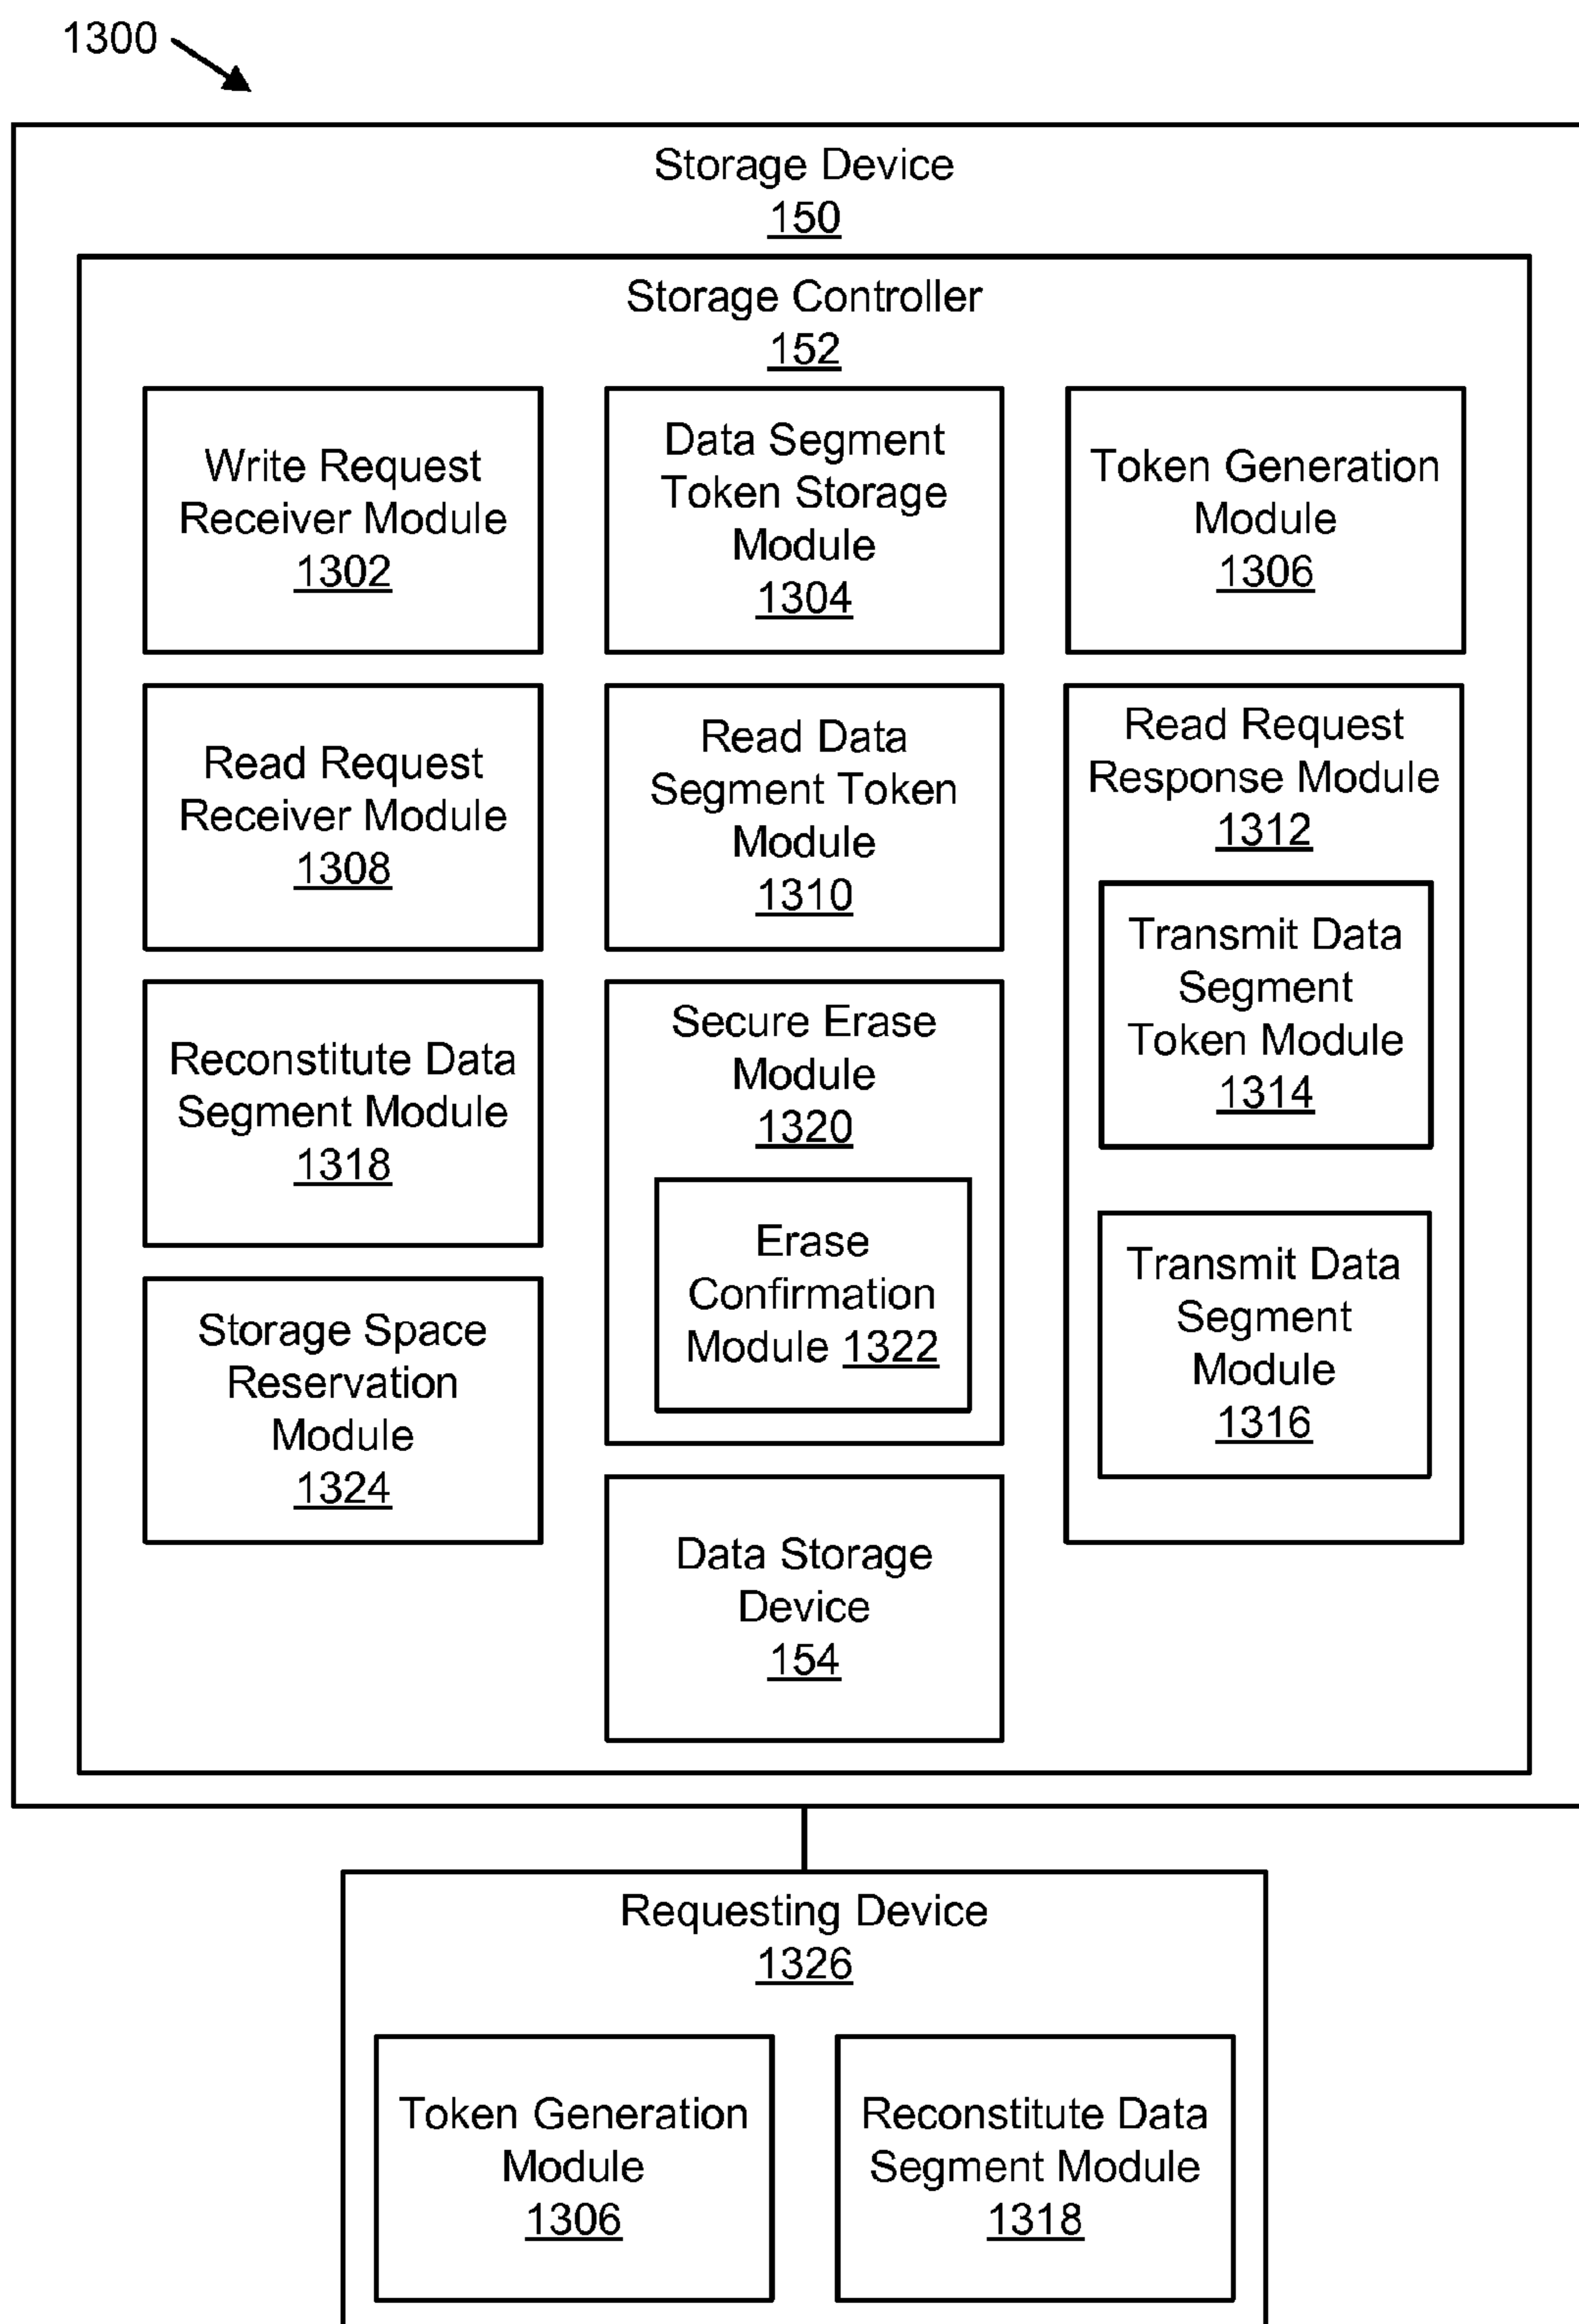 1300
Storage Device
150
Storage Controller
152
Write Request
Receiver Module
1302
Data Segment
Token Storage
Module
1304
Token Generation
Module
1306
Read Request
Receiver Module
1308
Read Data
Segment Token
Module
1310
Read Request
Response Module
1312
Transmit Data
Segment
Token Module
1314
Transmit Data
Segment
Module
1316
Reconstitute Data
Segment Module
1318
Secure Erase
Module
1320
Erase
Confirmation
Module 1322
Storage Space
Reservation
Module
1324
Data Storage
Device
154
Requesting Device
1326
Token Generation
Module
1306
Reconstitute Data
Segment Module
1318